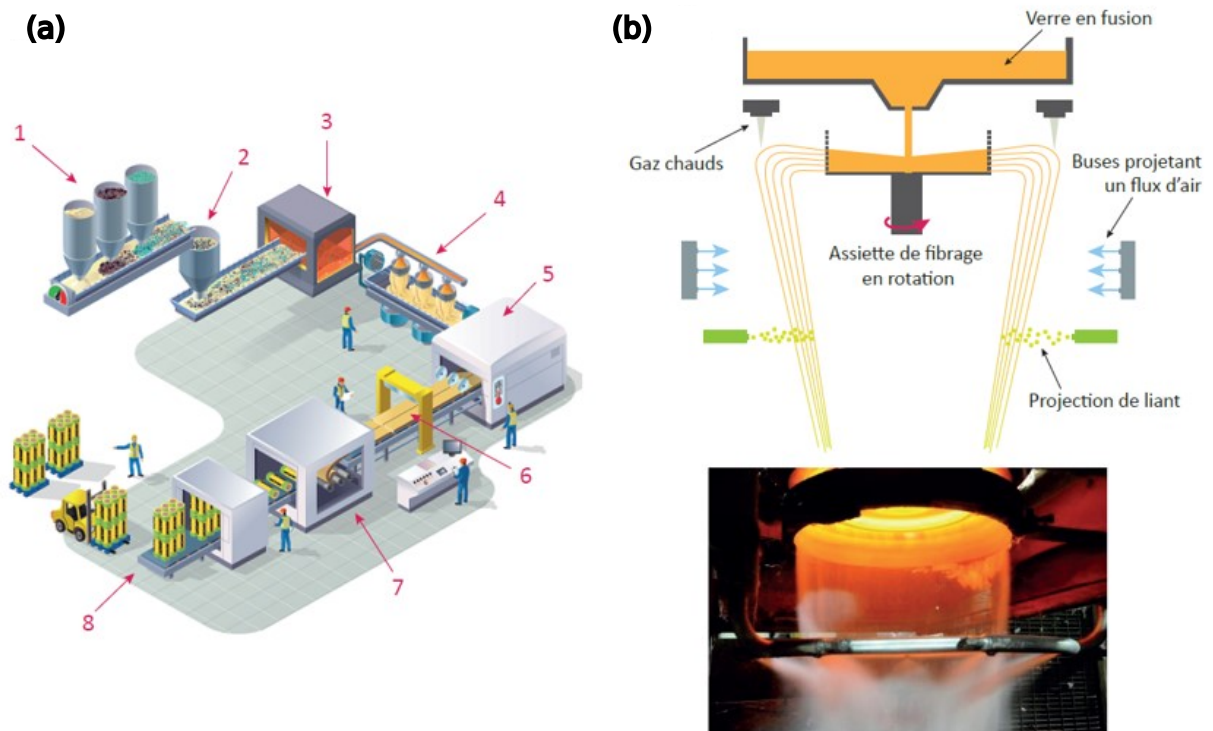 (a)
1
2
3
4
5
6
7
8
(b)
Verre en fusion
Gaz chauds
Buses projetant
un flux d'air
Assiette de fibrage
en rotation
Projection de liant